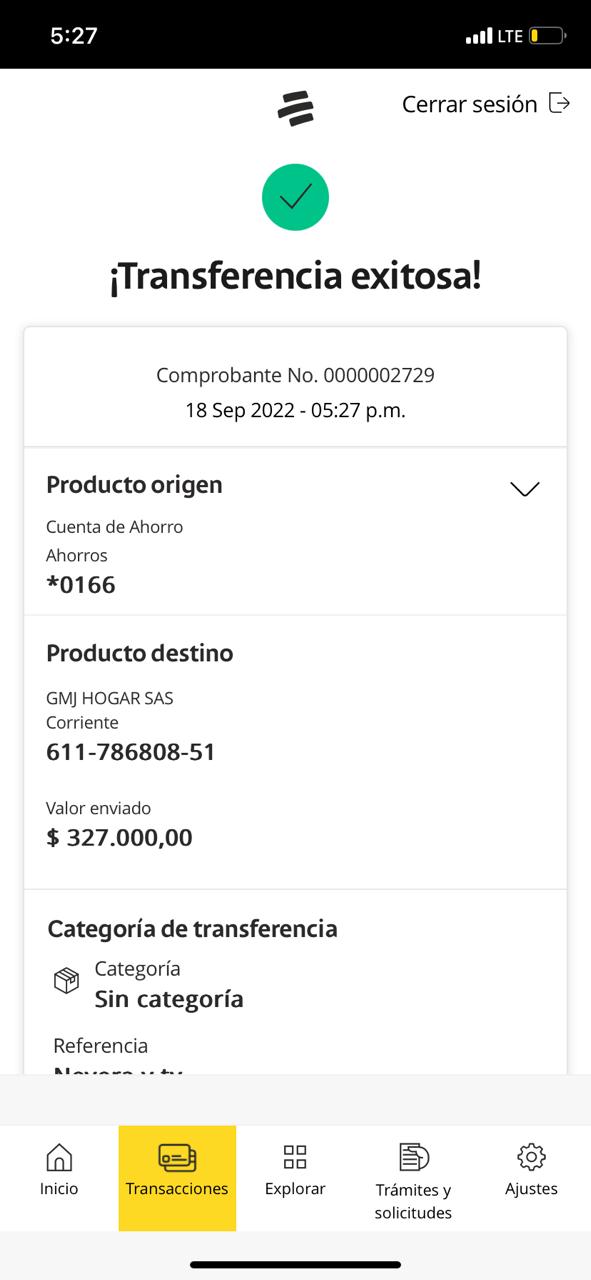 5:27
LTE
Cerrar sesión
¡Transferencia exitosa!
Comprobante No. 0000002729
18 Sep 2022 - 05:27 p.m.
Producto origen
Cuenta de Ahorro
Ahorros
*0166
Producto destino
GMJ HOGAR SAS
Corriente
611-786808-51
Valor enviado
$ 327.000,00
Categoría de transferencia
Categoría
Sin categoría
Referencia
Nevera y tv
Inicio
Transacciones
Explorar
Trámites y
solicitudes
Ajustes